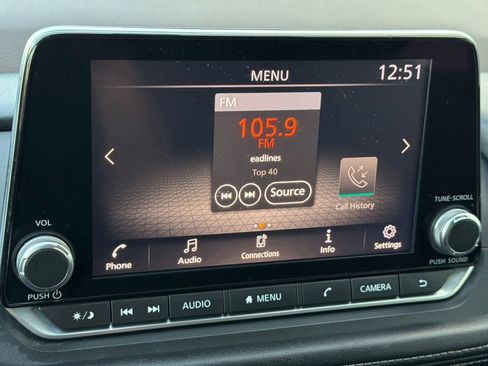 MENU
12:51
FM
105.9
FM
eadlines
Top 40
Source
Call History
VOL
TUNE·SCROLL
Phone
Audio
Connections
Info
Settings
PUSH
PUSH SOUND
AUDIO
MENU
CAMERA